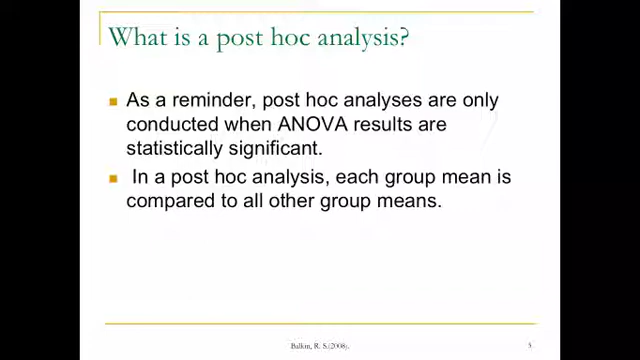 What is a post hoc analysis?
As a reminder, post hoc analyses are only
conducted when ANOVA results are
statistically significant.
In a post hoc analysis, each group mean is
compared to all other group means.
Balkin, R. S.(2008).
5